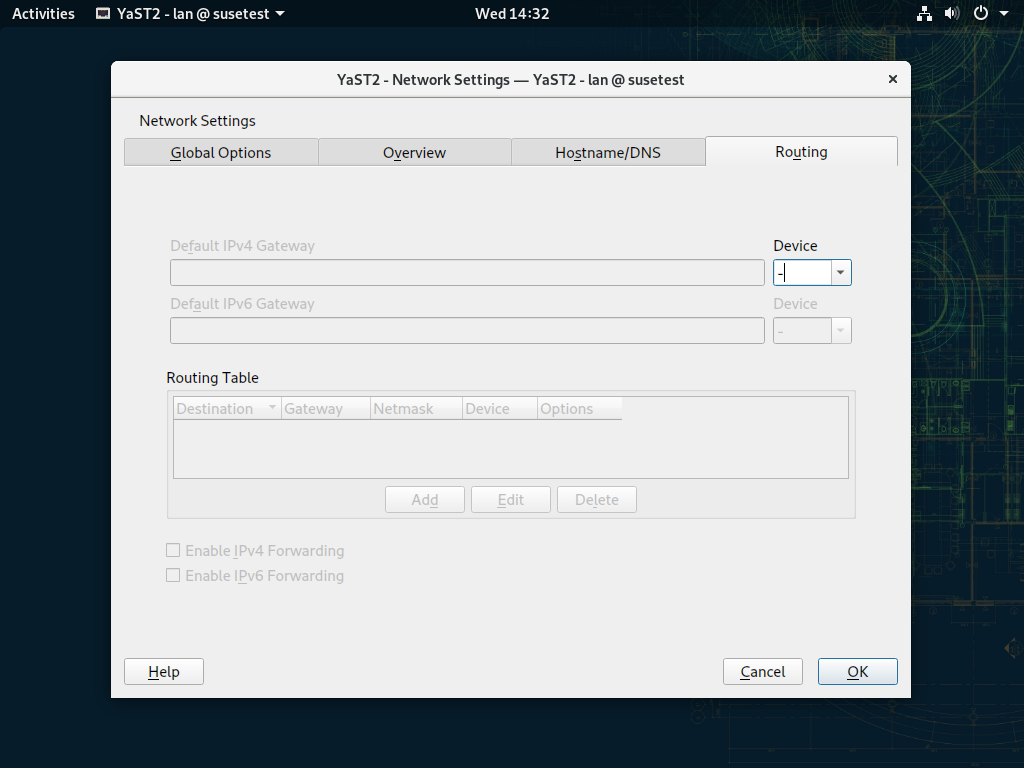 Activities YaST2 - lan @ susetest Wed 14:32
YaST2 - Network Settings — YaST2 - lan @ susetest
Network Settings
Global Options Overview Hostname/DNS Routing
Default IPv4 Gateway Device
-
Default IPv6 Gateway Device
-
Routing Table
Destination Gateway Netmask Device Options
Add Edit Delete
Enable IPv4 Forwarding
Enable IPv6 Forwarding
Help Cancel OK